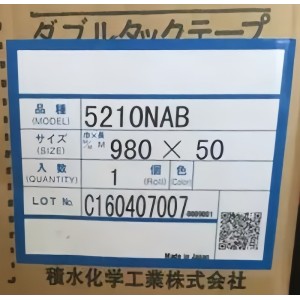 ダブルタックテープ
品種 (MODEL) 5210NAB
サイズ (SIZE) 巾×長 M/M M 980 × 50
入数 (QUANTITY) 1 個 (Roll) 色 (Color)
LOT No. C160407007
Made in Japan
積水化学工業株式会社